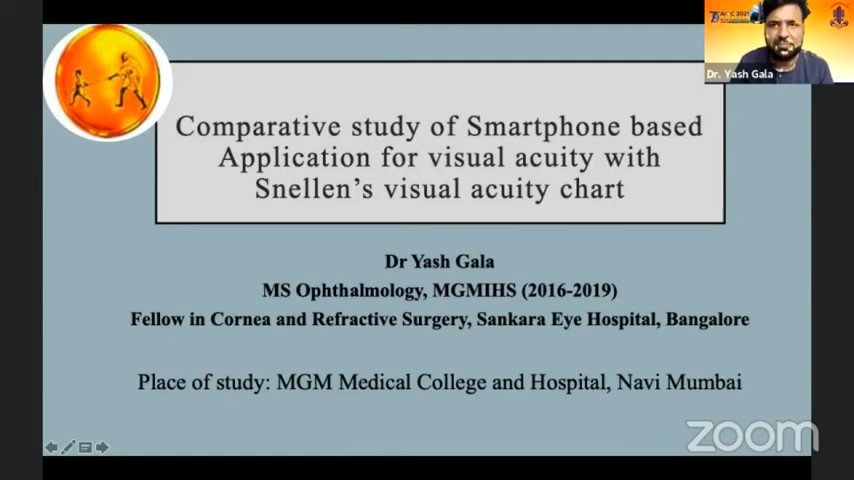 Comparative study of Smartphone based
Application for visual acuity with
Snellen's visual acuity chart
Dr Yash Gala
MS Ophthalmology, MGMIHS (2016-2019)
Fellow in Cornea and Refractive Surgery, Sankara Eye Hospital, Bangalore
Place of study: MGM Medical College and Hospital, Navi Mumbai
Dr. Yash Gala
zoom